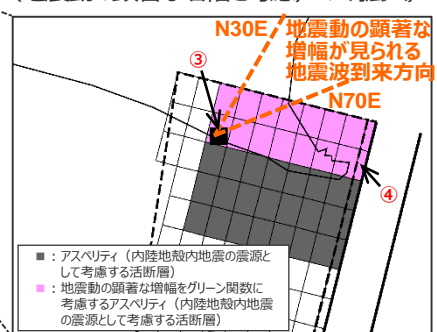 N30E 地震動の顕著な
増幅が見られる
地震波到来方向
③
N70E
④
■:アスペリティ(内陸地殻内地震の震源と
して考慮する活断層)
■:地震動の顕著な増幅をグリーン関数に
考慮するアスペリティ(内陸地殻内地震
の震源として考慮する活断層)